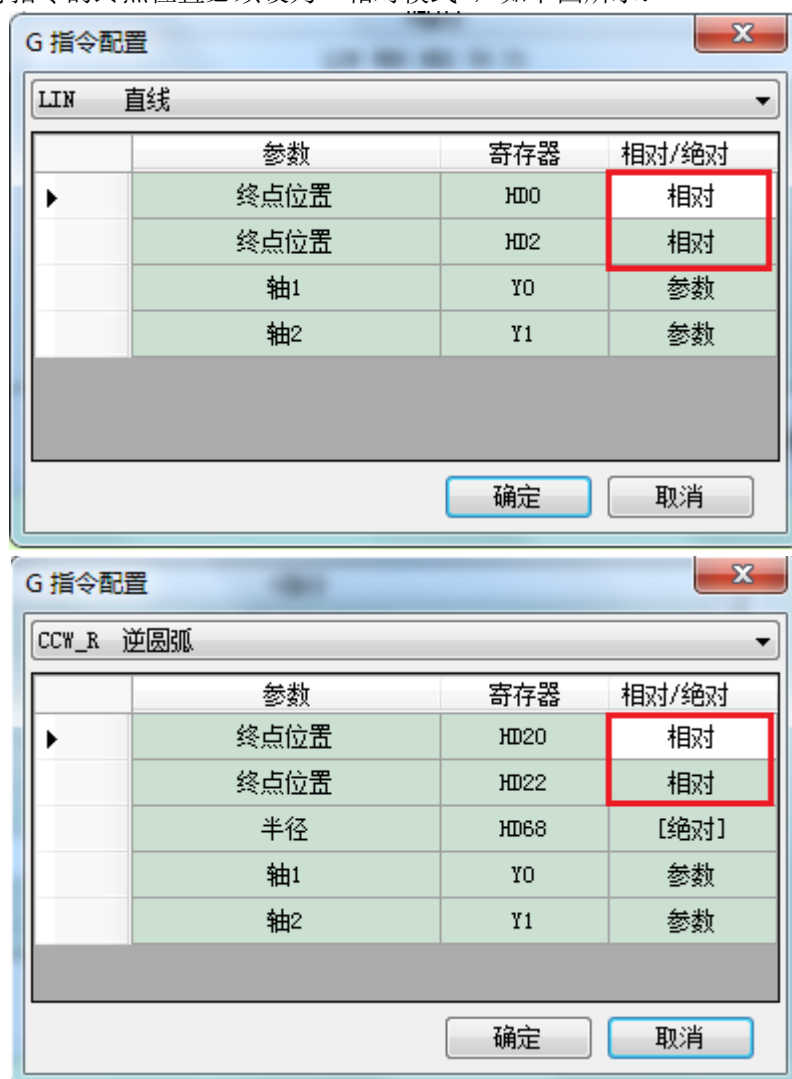 G 指令配置
LIN 直线
参数 寄存器 相对/绝对
终点位置 HD0 相对
终点位置 HD2 相对
轴1 Y0 参数
轴2 Y1 参数
确定 取消
G 指令配置
CCW_R 逆圆弧
参数 寄存器 相对/绝对
终点位置 HD20 相对
终点位置 HD22 相对
半径 HD68 [绝对]
轴1 Y0 参数
轴2 Y1 参数
确定 取消